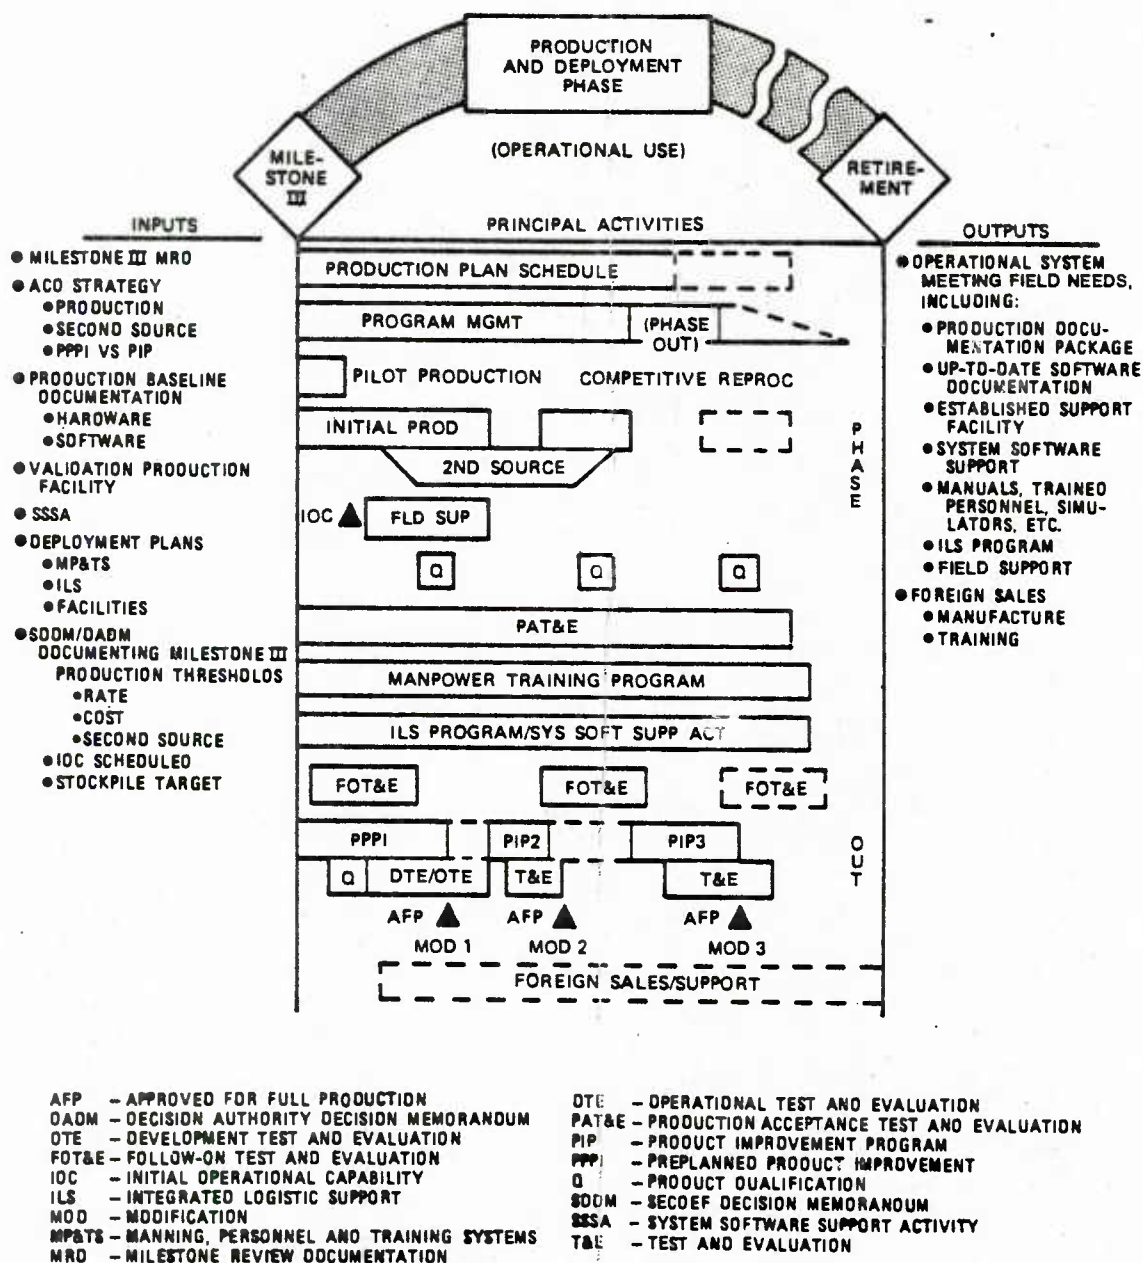 PRODUCTION
AND DEPLOYMENT
PHASE
(OPERATIONAL USE)
MILE-
STONE
III
RETIRE-
MENT
INPUTS
● MILESTONE III MRD
● ACQ STRATEGY
● PRODUCTION
● SECOND SOURCE
● PPPI VS PIP
● PRODUCTION BASELINE
DOCUMENTATION
● HARDWARE
● SOFTWARE
● VALIDATION PRODUCTION
FACILITY
● SSSA
● DEPLOYMENT PLANS
● MP&TS
● ILS
● FACILITIES
● SDDM/DADM
DOCUMENTING MILESTONE III
PRODUCTION THRESHOLDS
● RATE
● COST
● SECOND SOURCE
● IOC SCHEDULED
● STOCKPILE TARGET
PRINCIPAL ACTIVITIES
PRODUCTION PLAN SCHEDULE
PROGRAM MGMT
(PHASE
OUT)
PILOT PRODUCTION
COMPETITIVE REPROC
INITIAL PROD
2ND SOURCE
IOC
FLD SUP
Q
Q
Q
PAT&E
MANPOWER TRAINING PROGRAM
ILS PROGRAM/SYS SOFT SUPP ACT
FOT&E
FOT&E
FOT&E
PPPI
PIP2
PIP3
Q
DTE/OTE
T&E
T&E
AFP
AFP
AFP
MOD 1
MOD 2
MOD 3
FOREIGN SALES/SUPPORT
PHASE
OUT
OUTPUTS
● OPERATIONAL SYSTEM
MEETING FIELD NEEDS,
INCLUDING:
● PRODUCTION DOCU-
MENTATION PACKAGE
● UP-TO-DATE SOFTWARE
DOCUMENTATION
● ESTABLISHED SUPPORT
FACILITY
● SYSTEM SOFTWARE
SUPPORT
● MANUALS, TRAINED
PERSONNEL, SIMU-
LATORS, ETC.
● ILS PROGRAM
● FIELD SUPPORT
● FOREIGN SALES
● MANUFACTURE
● TRAINING
AFP – APPROVED FOR FULL PRODUCTION
DADM – DECISION AUTHORITY DECISION MEMORANDUM
DTE – DEVELOPMENT TEST AND EVALUATION
FOT&E – FOLLOW-ON TEST AND EVALUATION
IOC – INITIAL OPERATIONAL CAPABILITY
ILS – INTEGRATED LOGISTIC SUPPORT
MOD – MODIFICATION
MP&TS – MANNING, PERSONNEL AND TRAINING SYSTEMS
MRD – MILESTONE REVIEW DOCUMENTATION
OTE – OPERATIONAL TEST AND EVALUATION
PAT&E – PRODUCTION ACCEPTANCE TEST AND EVALUATION
PIP – PRODUCT IMPROVEMENT PROGRAM
PPPI – PREPLANNED PRODUCT IMPROVEMENT
Q – PRODUCT QUALIFICATION
SDDM – SECDEF DECISION MEMORANDUM
SSSA – SYSTEM SOFTWARE SUPPORT ACTIVITY
T&E – TEST AND EVALUATION